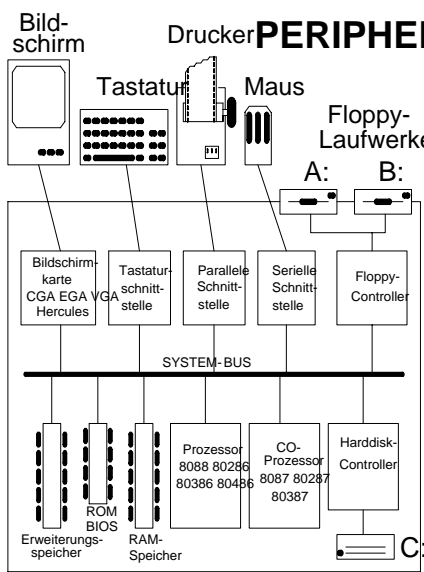 Bild-
schirm
Drucker PERIPHE
Tastatur
Maus
Floppy-
Laufwerke
A:
B:
Bildschirm-
karte
CGA EGA VGA
Hercules
Tastatur-
schnitt-
stelle
Parallele
Schnitt-
stelle
Serielle
Schnitt-
stelle
Floppy-
Controller
SYSTEM-BUS
Erweiterungs-
speicher
ROM
BIOS
RAM-
Speicher
Prozessor
8088 80286
80386 80486
CO-
Prozessor
8087 80287
80387
Harddisk-
Controller
C: